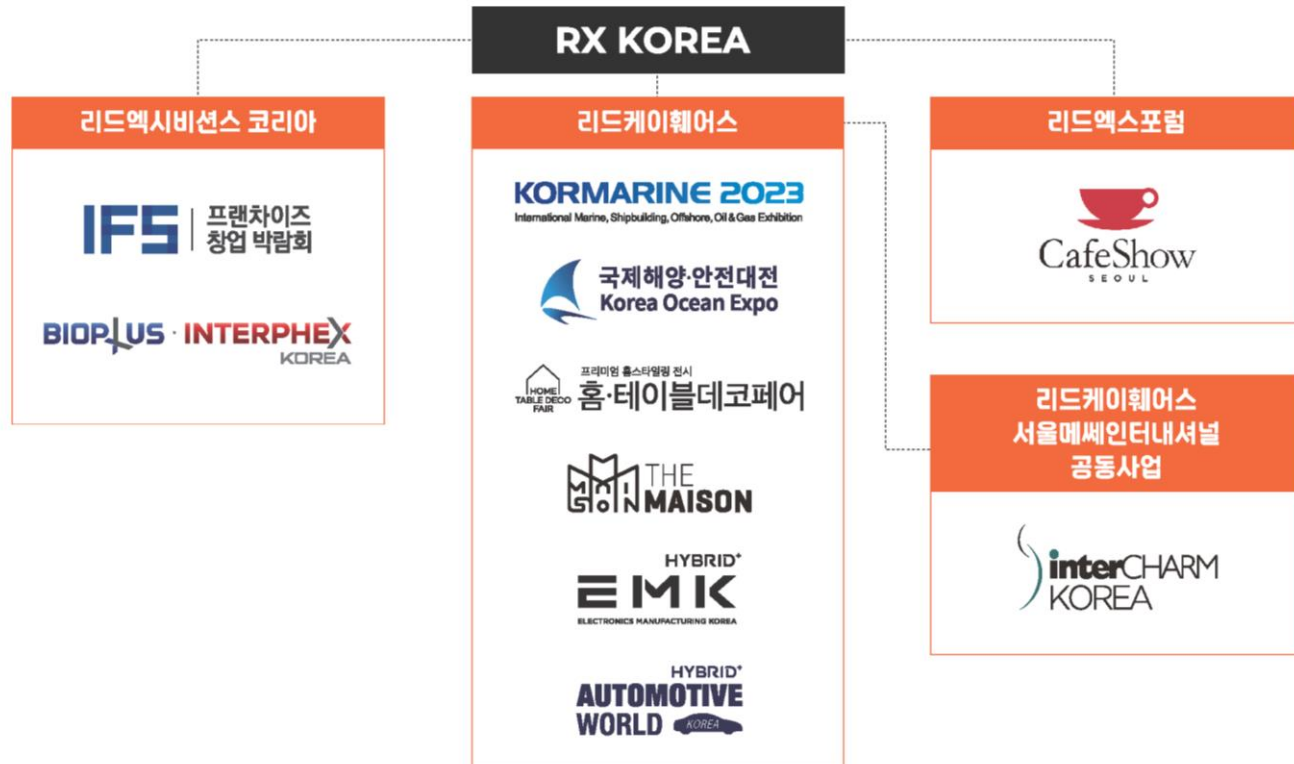 RX KOREA
리드엑시비션스 코리아
IFS
프랜차이즈
창업 박람회
BIOPLUS · INTERPHEX
KOREA
리드케이훼어스
KORMARINE 2023
International Marine, Shipbuilding, Offshore, Oil & Gas Exhibition
국제해양·안전대전
Korea Ocean Expo
HOME
TABLE DECO
FAIR
프리미엄 홈스타일링 전시
홈·테이블데코페어
MAISON
THE
MAISON
HYBRID+
EMK
ELECTRONICS MANUFACTURING KOREA
HYBRID+
AUTOMOTIVE
WORLD
KOREA
리드엑스포럼
CafeShow
SEOUL
리드케이훼어스
서울메쎄인터내셔널
공동사업
interCHARM
KOREA